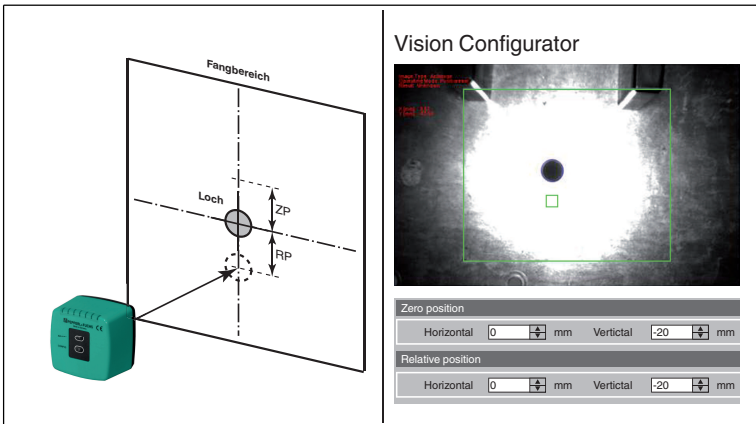 Fangbereich
Loch
ZP
RP
Vision Configurator
Zero position
Horizontal 0 mm Vertictal -20 mm
Relative position
Horizontal 0 mm Vertictal -20 mm